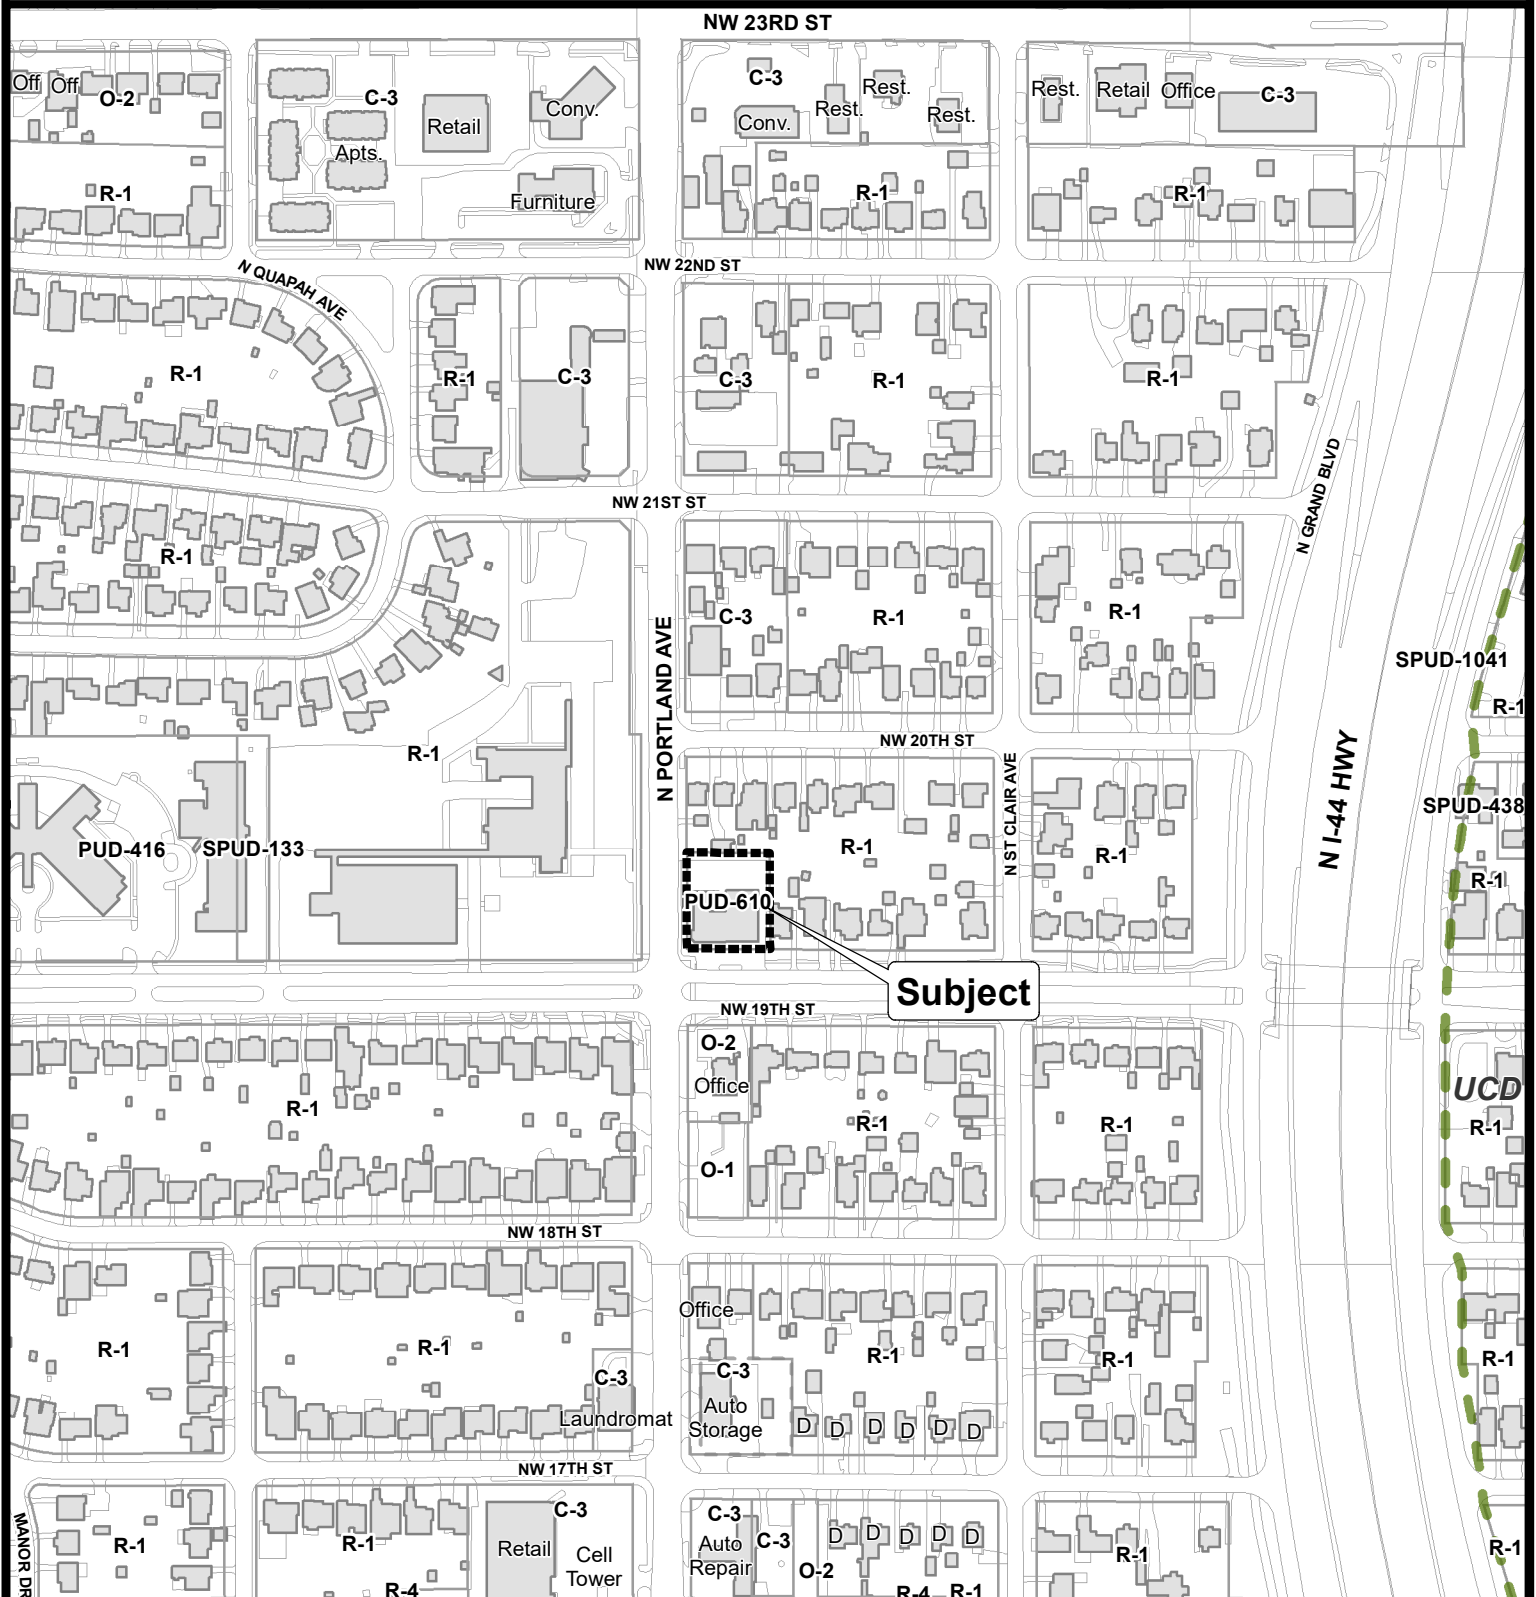 NW 23RD ST
Off
Off
O-2
C-3
Apts.
Retail
Conv.
C-3
Conv.
Rest.
Rest.
Rest.
Rest.
Retail
Office
C-3
R-1
Furniture
R-1
R-1
NW 22ND ST
N QUAPAH AVE
R-1
R-1
C-3
C-3
R-1
R-1
N GRAND BLVD
NW 21ST ST
R-1
C-3
R-1
R-1
N PORTLAND AVE
SPUD-1041
R-1
R-1
NW 20TH ST
N ST CLAIR AVE
N I-44 HWY
SPUD-438
PUD-416
SPUD-133
R-1
R-1
R-1
PUD-610
Subject
NW 19TH ST
O-2
Office
R-1
R-1
R-1
UCD
R-1
O-1
NW 18TH ST
Office
R-1
R-1
C-3
Laundromat
C-3
Auto
Storage
R-1
R-1
R-1
D
D
D
D
D
D
NW 17TH ST
MANOR DR
R-1
R-1
R-4
C-3
Retail
Cell
Tower
C-3
Auto
Repair
C-3
O-2
D
D
D
D
D
R-4
R-1
R-1
R-1